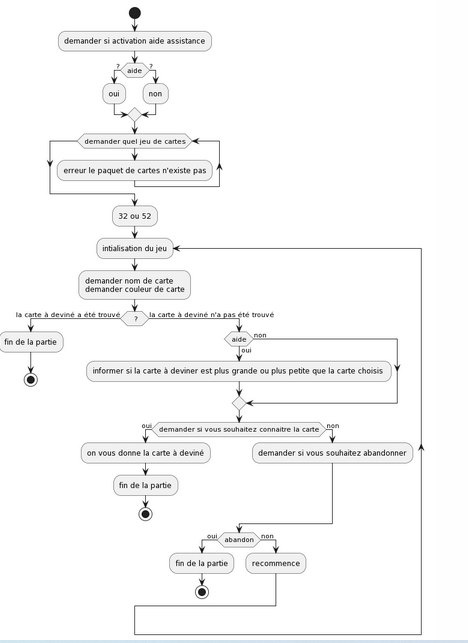 demander si activation aide assistance
? aide ?
oui non
demander quel jeu de cartes
erreur le paquet de cartes n'existe pas
32 ou 52
intialisation du jeu
demander nom de carte
demander couleur de carte
la carte à deviné a été trouvé ? la carte à deviné n'a pas été trouvé
fin de la partie
aide non
oui
informer si la carte à deviner est plus grande ou plus petite que la carte choisis
oui demander si vous souhaitez connaitre la carte non
on vous donne la carte à deviné
demander si vous souhaitez abandonner
fin de la partie
oui abandon non
fin de la partie
recommence